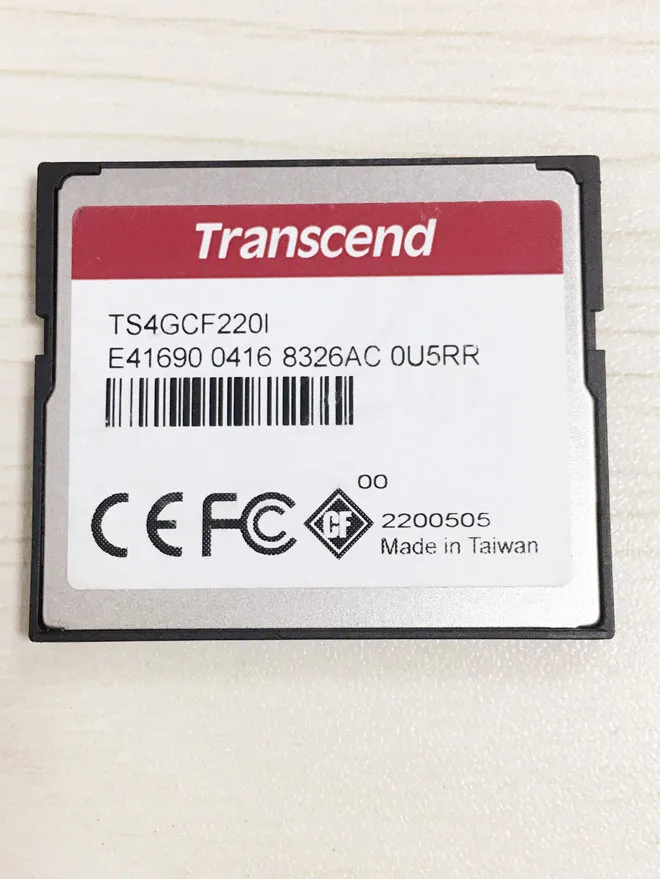 Transcend
TS4GCF220I
E41690 0416 8326AC 0U5RR
CE FC CF
00
2200505
Made in Taiwan